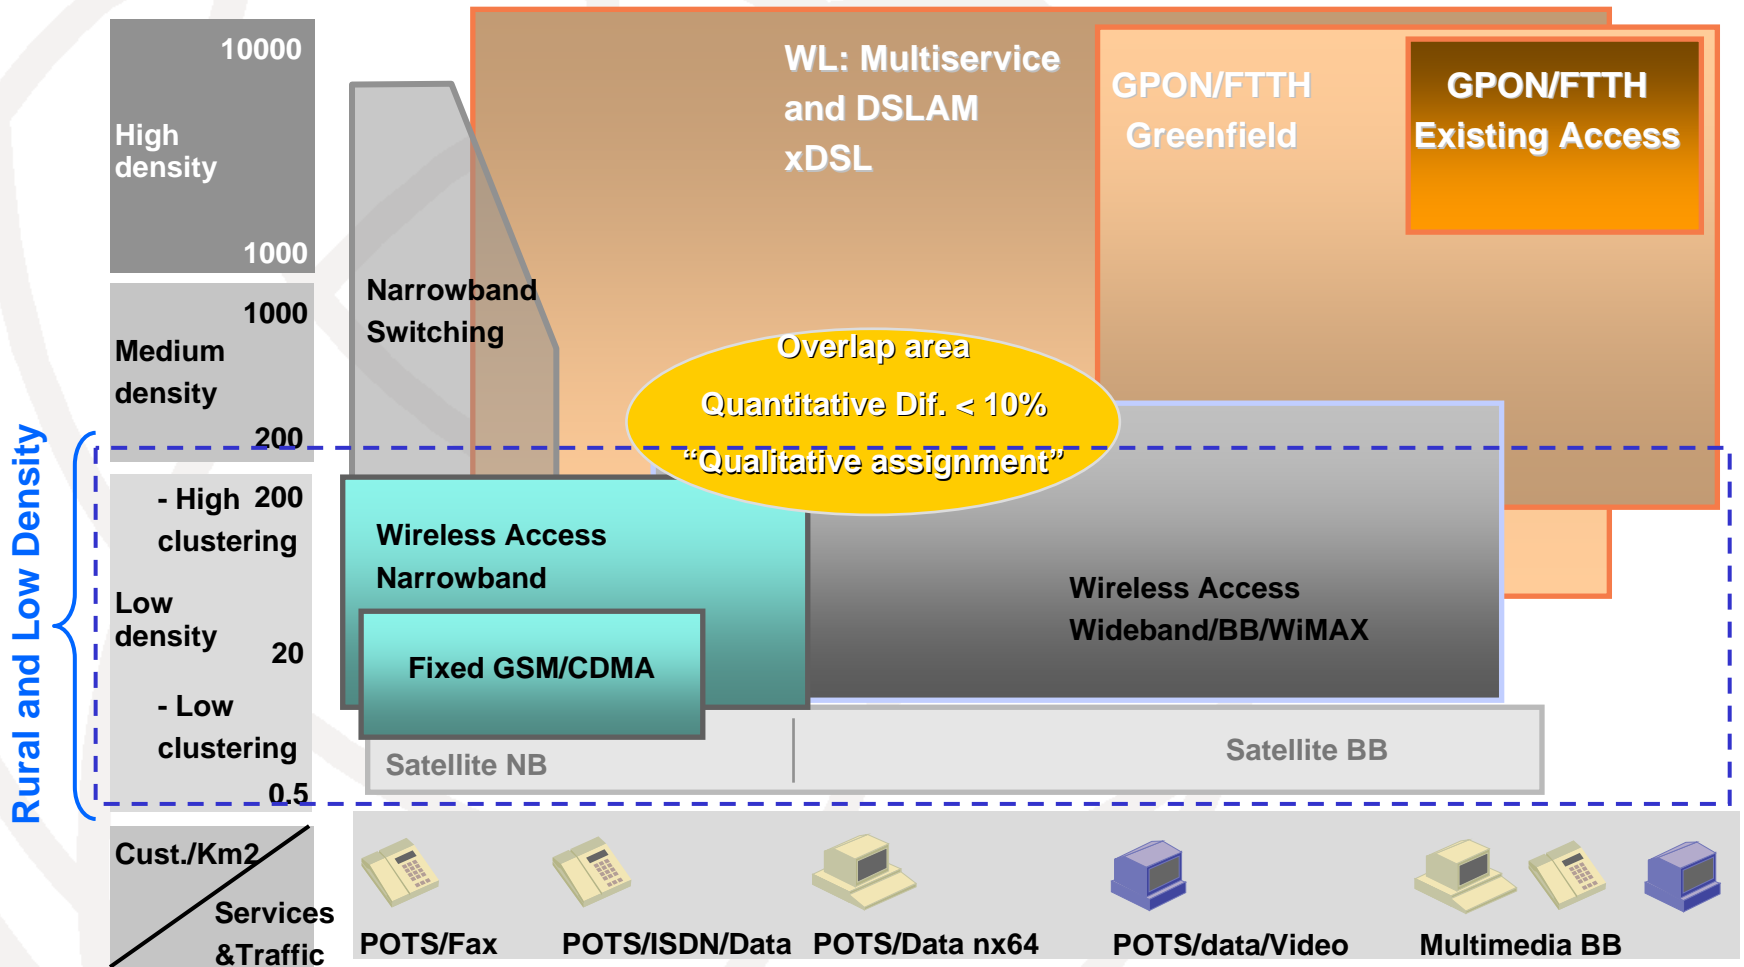 10000
High
density
1000
1000
Medium
density
200
- High 200
clustering
Low
density
20
- Low
clustering
0.5
Rural and Low Density
Cust./Km2
Services
&Traffic
WL: Multiservice
and DSLAM
xDSL
GPON/FTTH
Greenfield
GPON/FTTH
Existing Access
Narrowband
Switching
Overlap area
Quantitative Dif. < 10%
“Qualitative assignment”
Wireless Access
Narrowband
Fixed GSM/CDMA
Wireless Access
Wideband/BB/WiMAX
Satellite NB
Satellite BB
POTS/Fax
POTS/ISDN/Data
POTS/Data nx64
POTS/data/Video
Multimedia BB